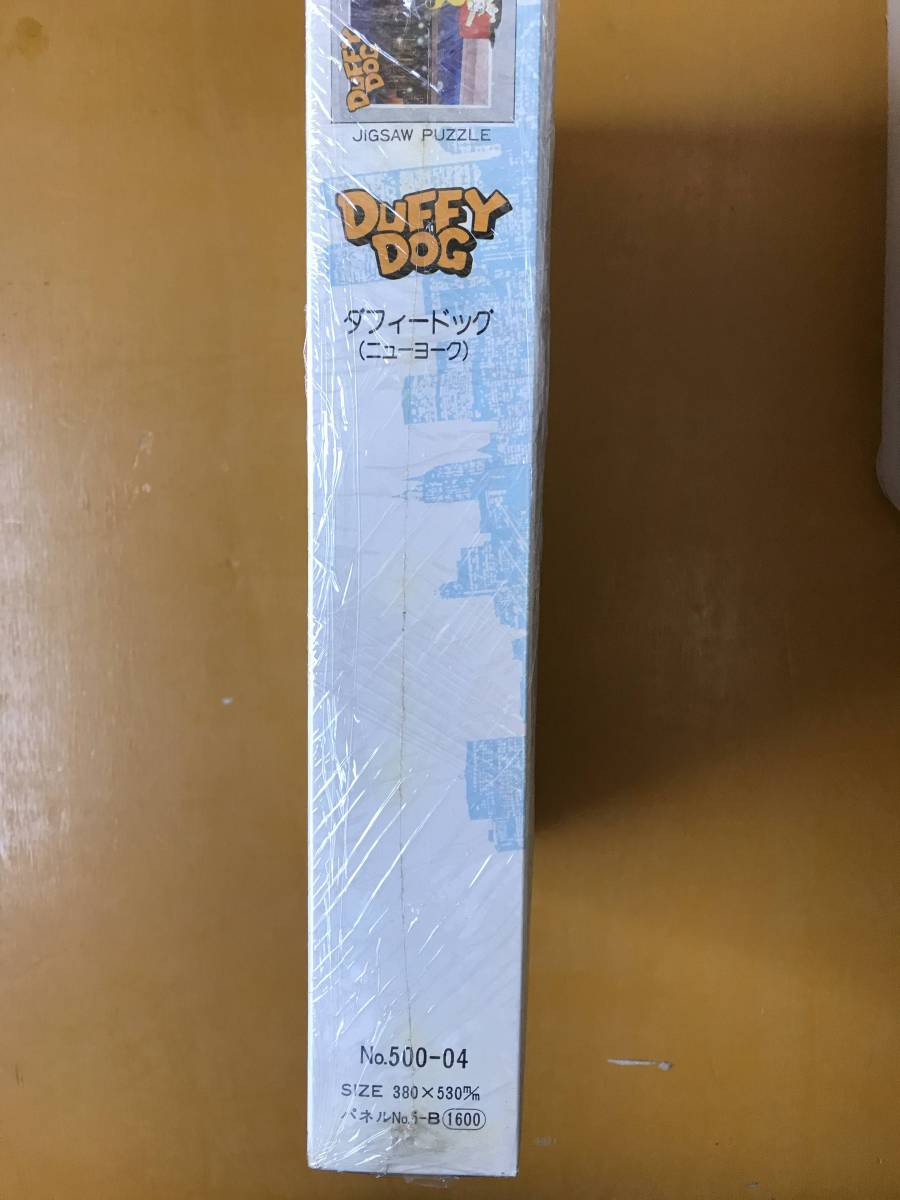 DUFFY
DOG
JIGSAW PUZZLE
DUFFY
DOG
ダフィードッグ
(ニューヨーク)
No.500-04
SIZE 380×530m/m
パネルNo.5-B 1600